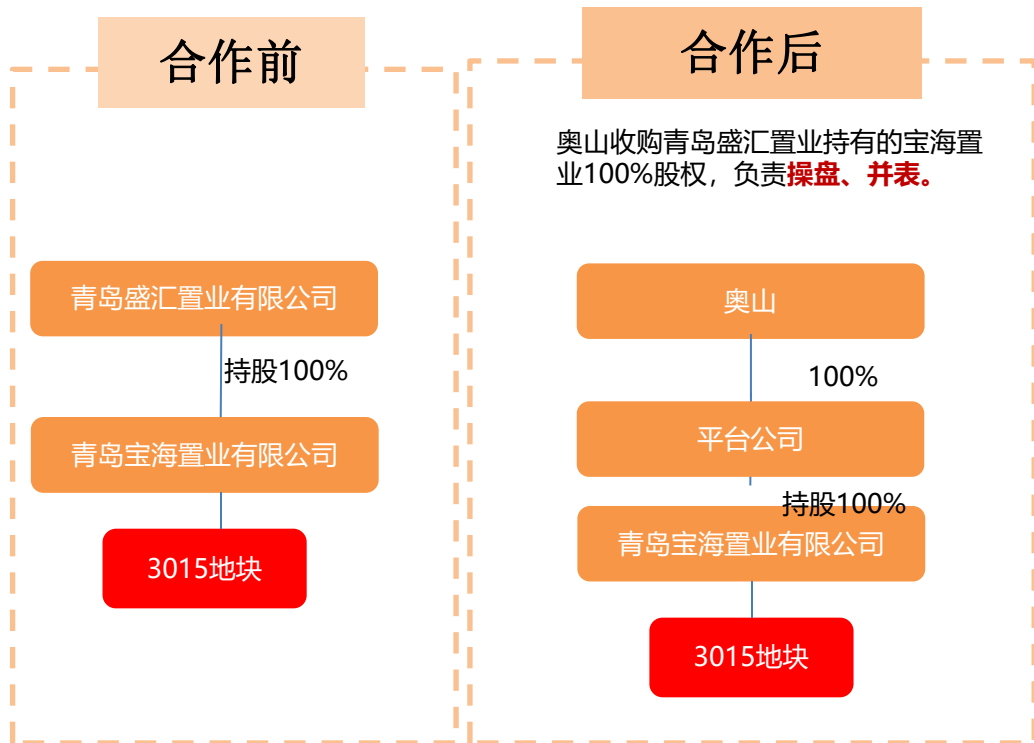 合作前
青岛盛汇置业有限公司
持股100%
青岛宝海置业有限公司
3015地块
合作后
奥山收购青岛盛汇置业持有的宝海置
业100%股权，负责操盘、并表。
奥山
100%
平台公司
持股100%
青岛宝海置业有限公司
3015地块